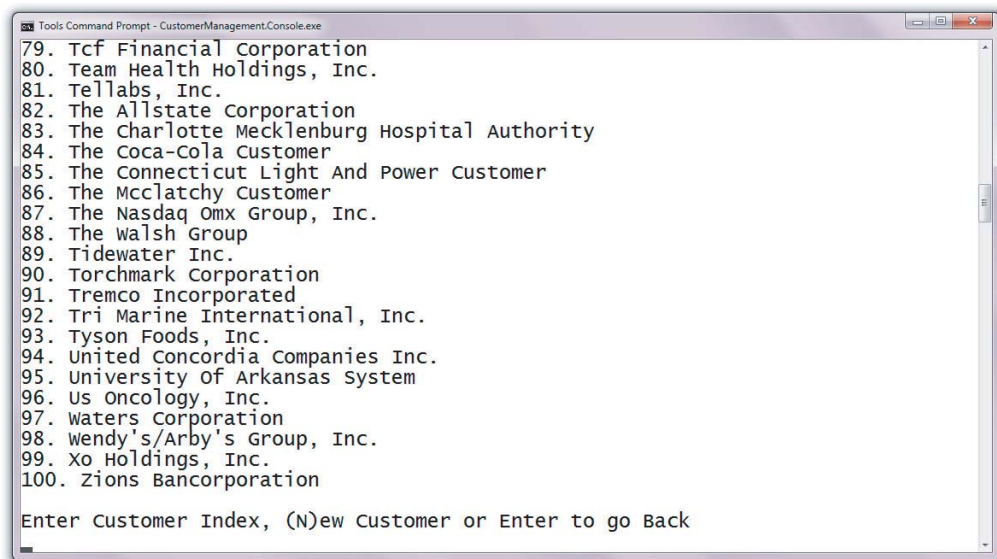 Tools Command Prompt - CustomerManagement.Console.exe
79. Tcf Financial Corporation
80. Team Health Holdings, Inc.
81. Tellabs, Inc.
82. The Allstate Corporation
83. The Charlotte Mecklenburg Hospital Authority
84. The Coca-Cola Customer
85. The Connecticut Light And Power Customer
86. The Mcclatchy Customer
87. The Nasdaq Omx Group, Inc.
88. The Walsh Group
89. Tidewater Inc.
90. Torchmark Corporation
91. Tremco Incorporated
92. Tri Marine International, Inc.
93. Tyson Foods, Inc.
94. United Concordia Companies Inc.
95. University Of Arkansas System
96. Us Oncology, Inc.
97. Waters Corporation
98. Wendy's/Arby's Group, Inc.
99. Xo Holdings, Inc.
100. Zions Bancorporation
Enter Customer Index, (N)ew Customer or Enter to go Back